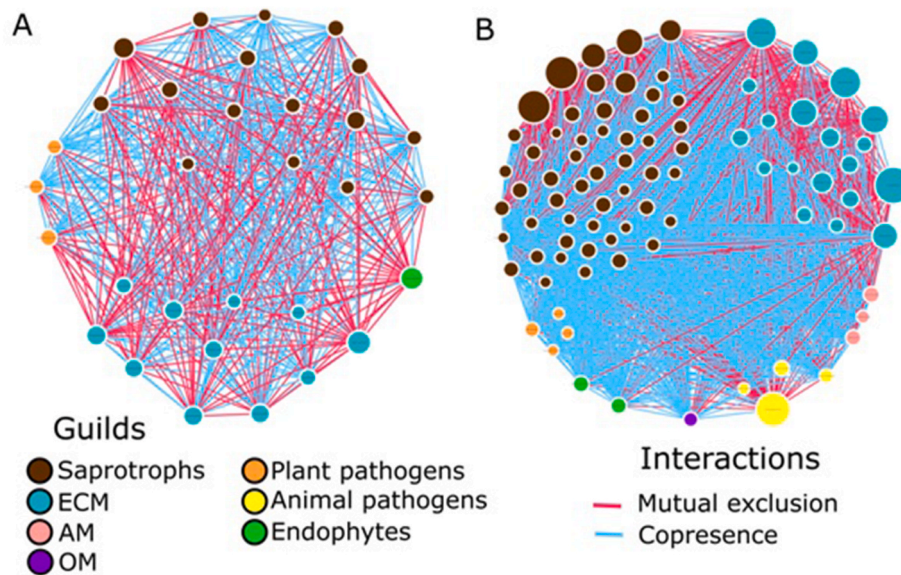 A
B
Guilds
Saprotrophs
ECM
AM
OM
Plant pathogens
Animal pathogens
Endophytes
Interactions
Mutual exclusion
Copresence